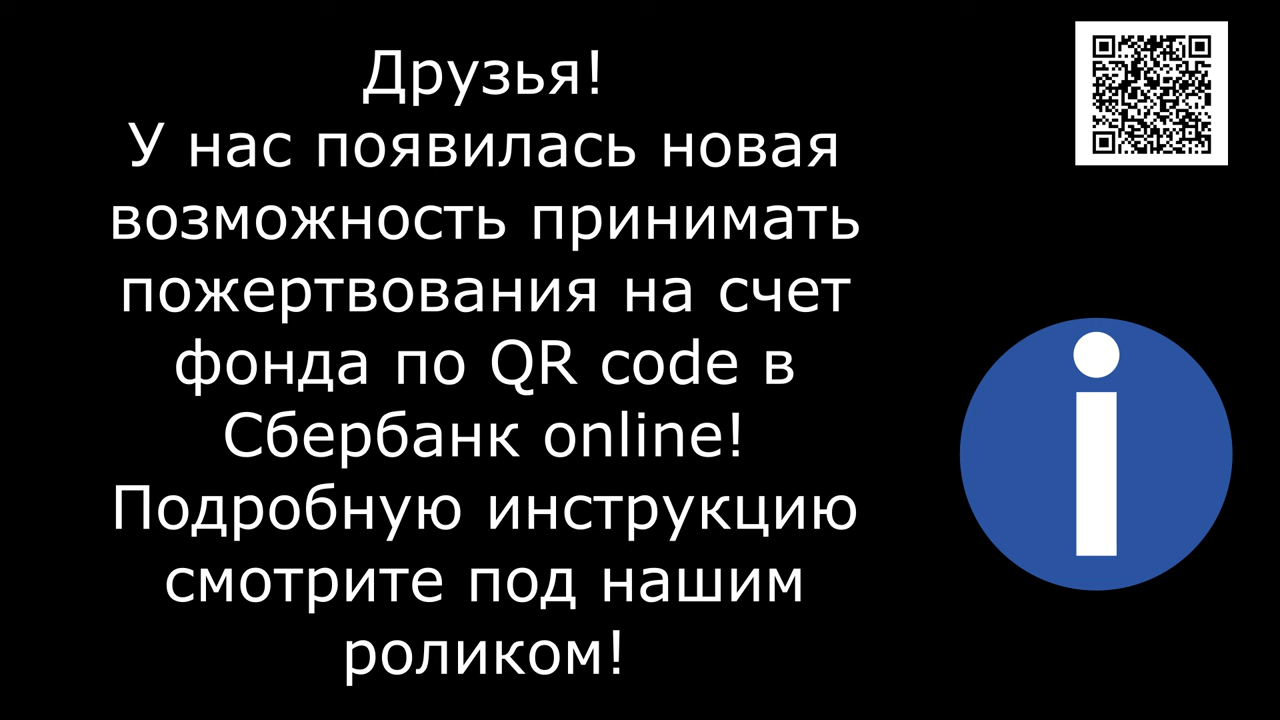 Друзья!
У нас появилась новая
возможность принимать
пожертвования на счет
фонда по QR code в
Сбербанк online!
Подробную инструкцию
смотрите под нашим
роликом!
i